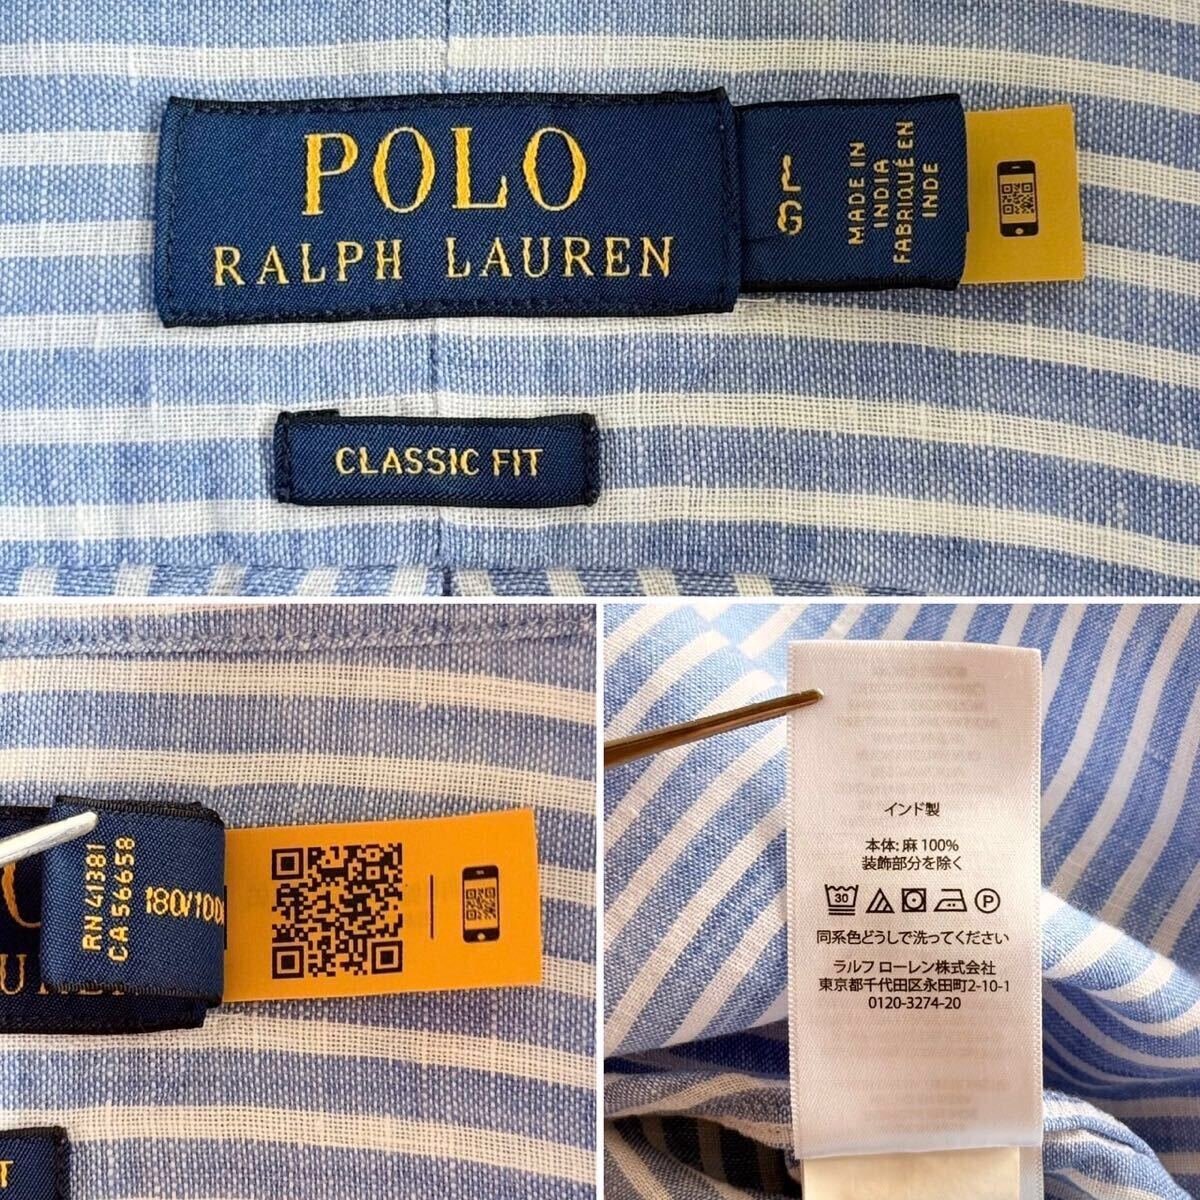 POLO
RALPH LAUREN
L
G
MADE IN
INDIA
FABRIQUÉ EN
INDE
CLASSIC FIT
RN 41381
CA 56658
180/100A
インド製
本体: 麻 100%
装飾部分を除く
30
P
同系色どうしで洗ってください
ラルフ ローレン株式会社
東京都千代田区永田町2-10-1
0120-3274-20
T